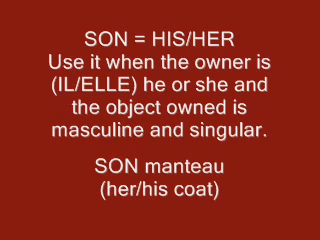 SON = HIS/HER
Use it when the owner is
(IL/ELLE) he or she and
the object owned is
masculine and singular.
SON manteau
(her/his coat)